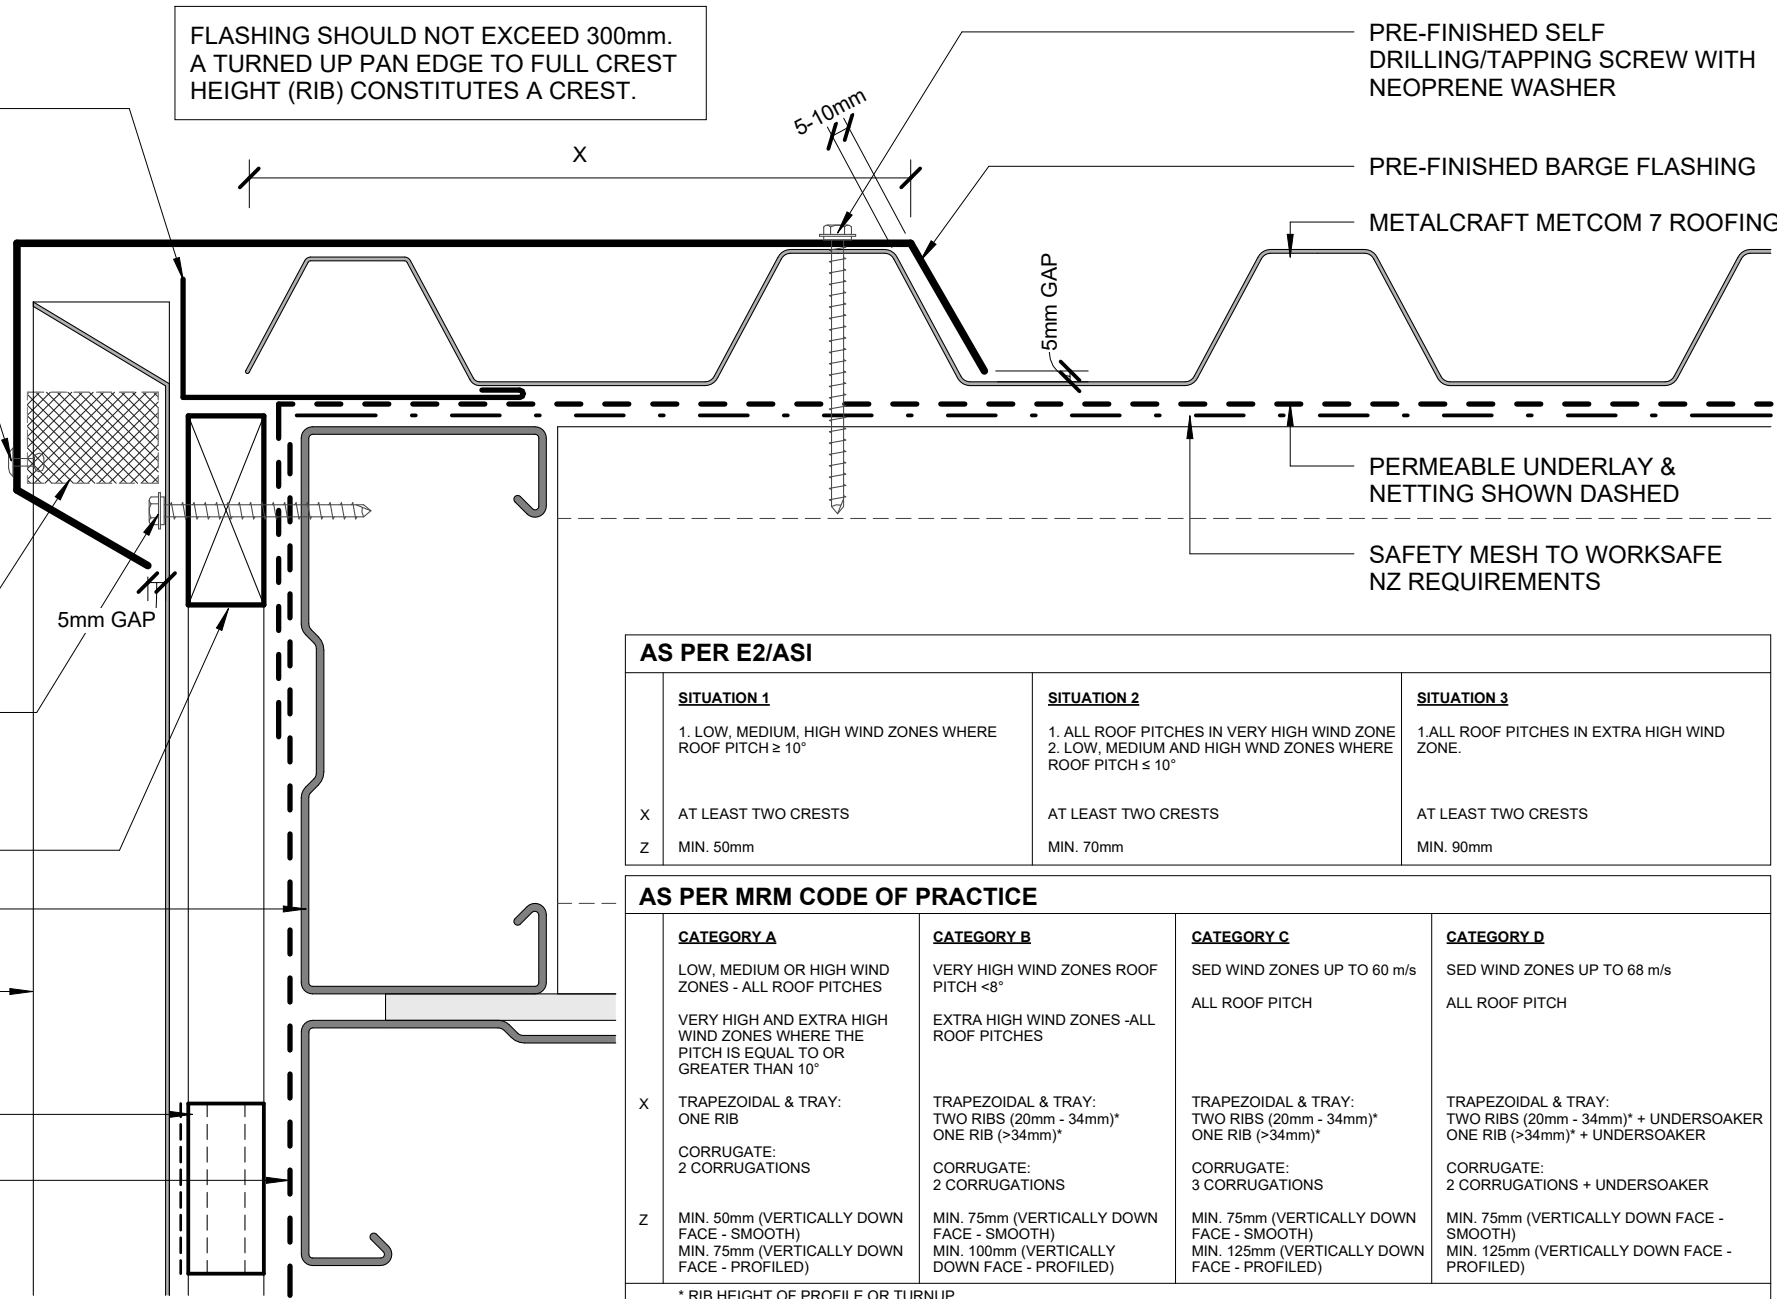 FLASHING SHOULD NOT EXCEED 300mm.
A TURNED UP PAN EDGE TO FULL CREST
HEIGHT (RIB) CONSTITUTES A CREST.
X
5-10mm
PRE-FINISHED SELF
DRILLING/TAPPING SCREW WITH
NEOPRENE WASHER
PRE-FINISHED BARGE FLASHING
METALCRAFT METCOM 7 ROOFING
5mm GAP
PERMEABLE UNDERLAY &
NETTING SHOWN DASHED
SAFETY MESH TO WORKSAFE
NZ REQUIREMENTS
5mm GAP
AS PER E2/ASI
SITUATION 1
1. LOW, MEDIUM, HIGH WIND ZONES WHERE
ROOF PITCH ≥ 10°
SITUATION 2
1. ALL ROOF PITCHES IN VERY HIGH WIND ZONE
2. LOW, MEDIUM AND HIGH WND ZONES WHERE
ROOF PITCH ≤ 10°
SITUATION 3
1.ALL ROOF PITCHES IN EXTRA HIGH WIND
ZONE.
X AT LEAST TWO CRESTS AT LEAST TWO CRESTS AT LEAST TWO CRESTS
Z MIN. 50mm MIN. 70mm MIN. 90mm
AS PER MRM CODE OF PRACTICE
CATEGORY A
LOW, MEDIUM OR HIGH WIND
ZONES - ALL ROOF PITCHES
VERY HIGH AND EXTRA HIGH
WIND ZONES WHERE THE
PITCH IS EQUAL TO OR
GREATER THAN 10°
CATEGORY B
VERY HIGH WIND ZONES ROOF
PITCH <8°
EXTRA HIGH WIND ZONES -ALL
ROOF PITCHES
CATEGORY C
SED WIND ZONES UP TO 60 m/s
ALL ROOF PITCH
CATEGORY D
SED WIND ZONES UP TO 68 m/s
ALL ROOF PITCH
X
TRAPEZOIDAL & TRAY:
ONE RIB
CORRUGATE:
2 CORRUGATIONS
TRAPEZOIDAL & TRAY:
TWO RIBS (20mm - 34mm)*
ONE RIB (>34mm)*
CORRUGATE:
2 CORRUGATIONS
TRAPEZOIDAL & TRAY:
TWO RIBS (20mm - 34mm)*
ONE RIB (>34mm)*
CORRUGATE:
3 CORRUGATIONS
TRAPEZOIDAL & TRAY:
TWO RIBS (20mm - 34mm)* + UNDERSOAKER
ONE RIB (>34mm)* + UNDERSOAKER
CORRUGATE:
2 CORRUGATIONS + UNDERSOAKER
Z
MIN. 50mm (VERTICALLY DOWN
FACE - SMOOTH)
MIN. 75mm (VERTICALLY DOWN
FACE - PROFILED)
MIN. 75mm (VERTICALLY DOWN
FACE - SMOOTH)
MIN. 100mm (VERTICALLY
DOWN FACE - PROFILED)
MIN. 75mm (VERTICALLY DOWN
FACE - SMOOTH)
MIN. 125mm (VERTICALLY DOWN
FACE - PROFILED)
MIN. 75mm (VERTICALLY DOWN FACE -
SMOOTH)
MIN. 125mm (VERTICALLY DOWN FACE -
PROFILED)
* RIB HEIGHT OF PROFILE OR TURNUP